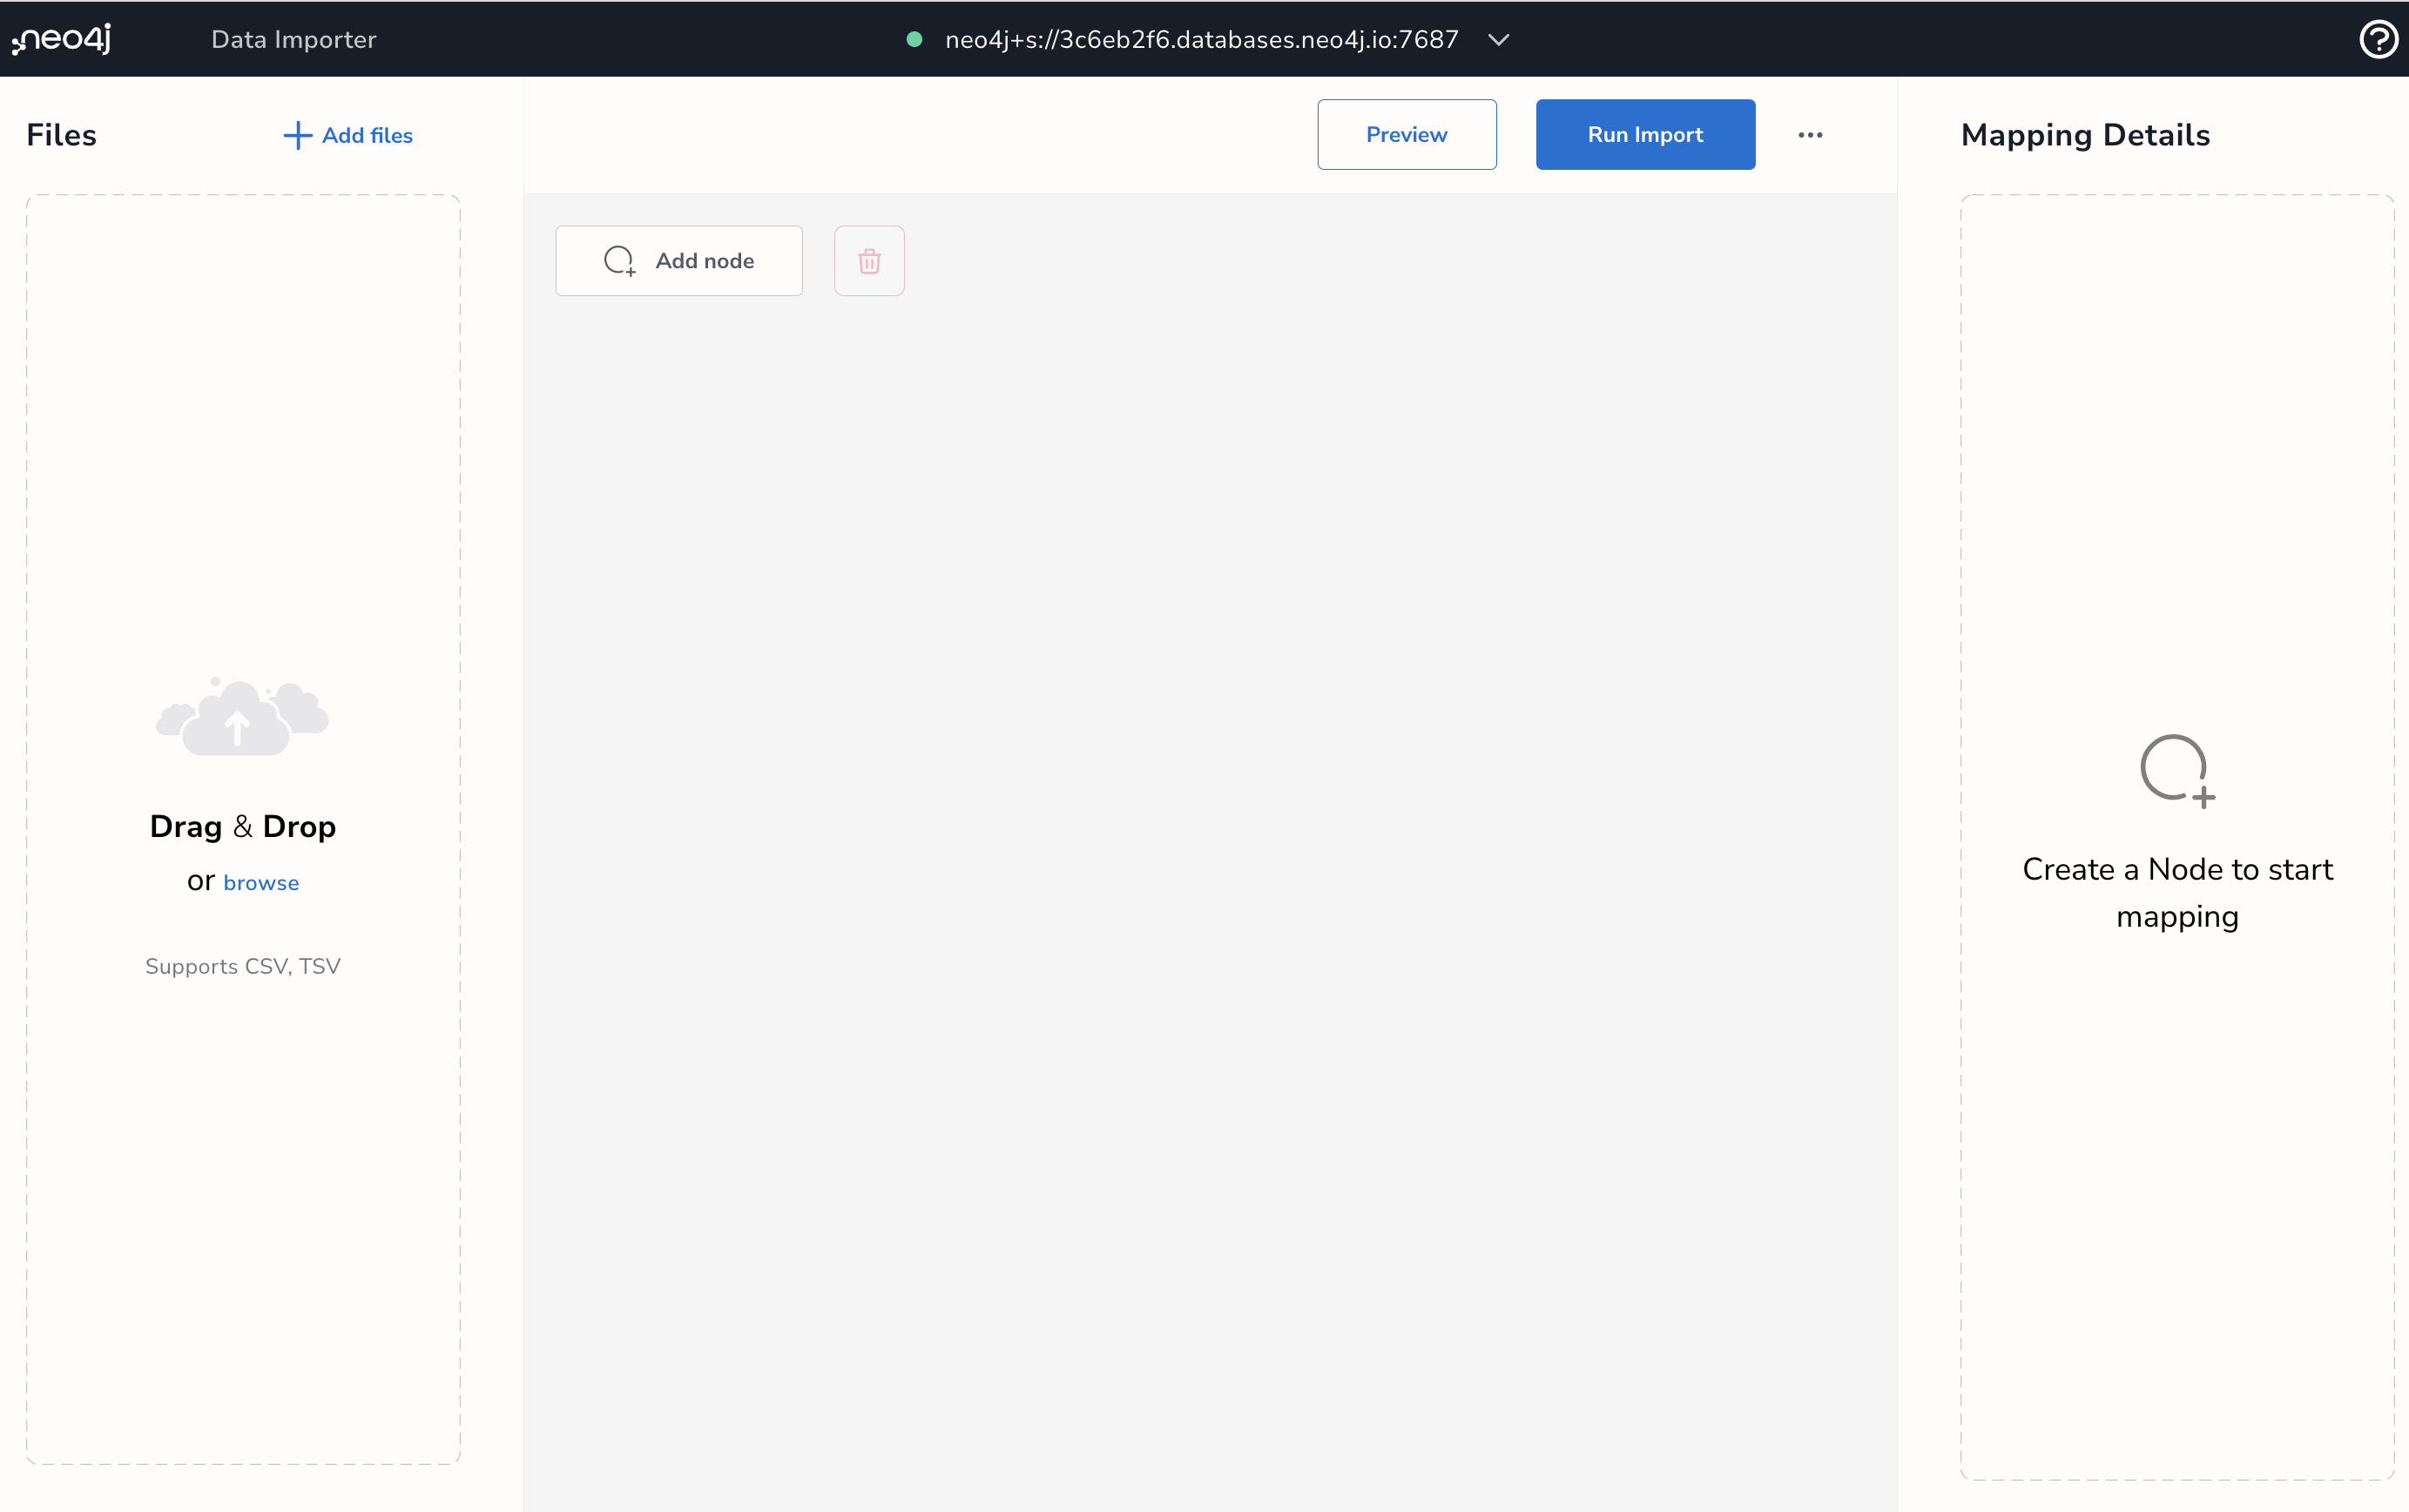 neo4j
Data Importer
neo4j+s://3c6eb2f6.databases.neo4j.io:7687
Files
Add files
Preview
Run Import
Mapping Details
Add node
Drag & Drop
or browse
Supports CSV, TSV
Create a Node to start
mapping